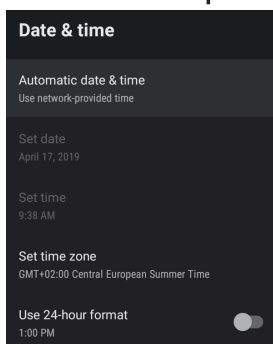 Date & time
Automatic date & time
Use network-provided time
Set date
April 17, 2019
Set time
9:38 AM
Set time zone
GMT+02:00 Central European Summer Time
Use 24-hour format
1:00 PM